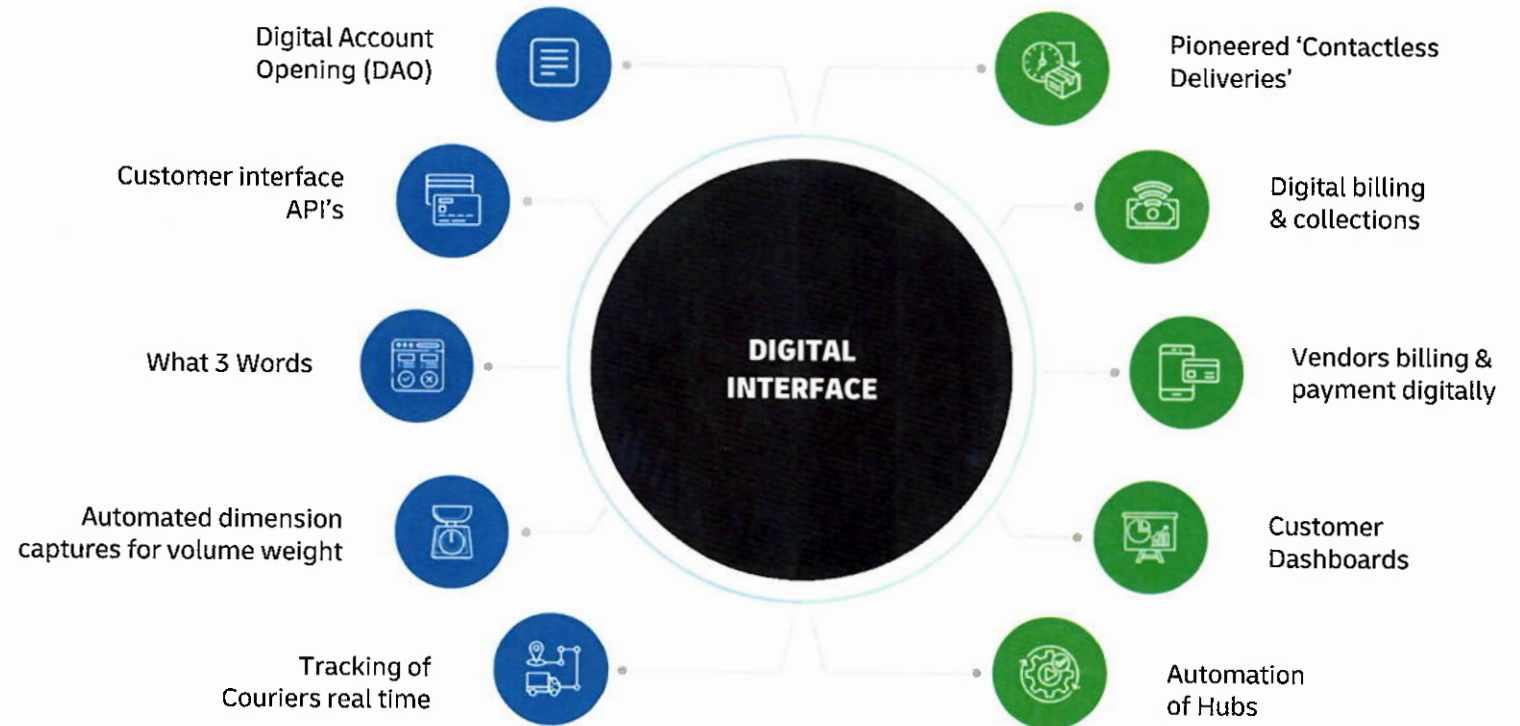 Digital Account
Opening (DAO)
Customer interface
API's
What 3 Words
Automated dimension
captures for volume weight
Tracking of
Couriers real time
DIGITAL
INTERFACE
Pioneered ‘Contactless
Deliveries’
Digital billing
& collections
Vendors billing &
payment digitally
Customer
Dashboards
Automation
of Hubs